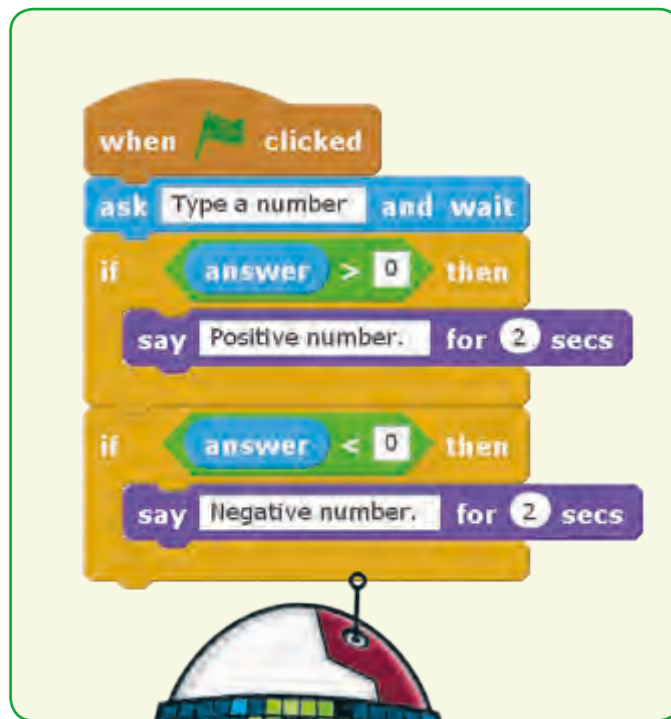 when clicked
ask Type a number and wait
if answer > 0 then
say Positive number. for 2 secs
if answer < 0 then
say Negative number. for 2 secs